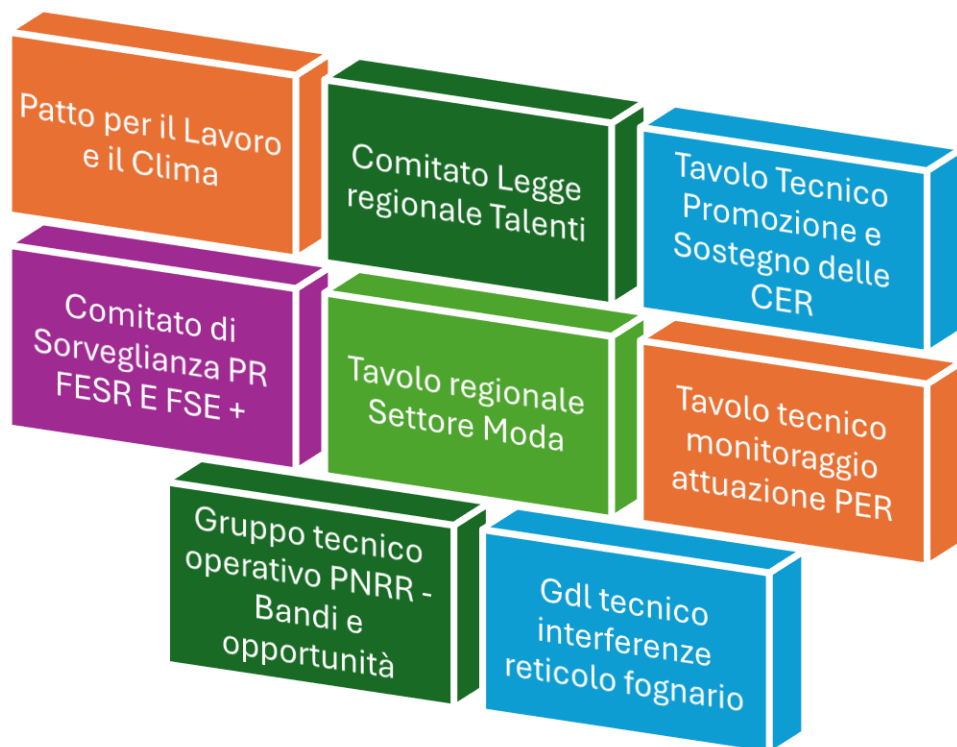 Patto per il Lavoro
e il Clima
Comitato Legge
regionale Talenti
Tavolo Tecnico
Promozione e
Sostegno delle
CER
Comitato di
Sorveglianza PR
FESR E FSE +
Tavolo regionale
Settore Moda
Tavolo tecnico
monitoraggio
attuazione PER
Gruppo tecnico
operativo PNRR -
Bandi e
opportunità
Gdl tecnico
interferenze
reticolo fognario